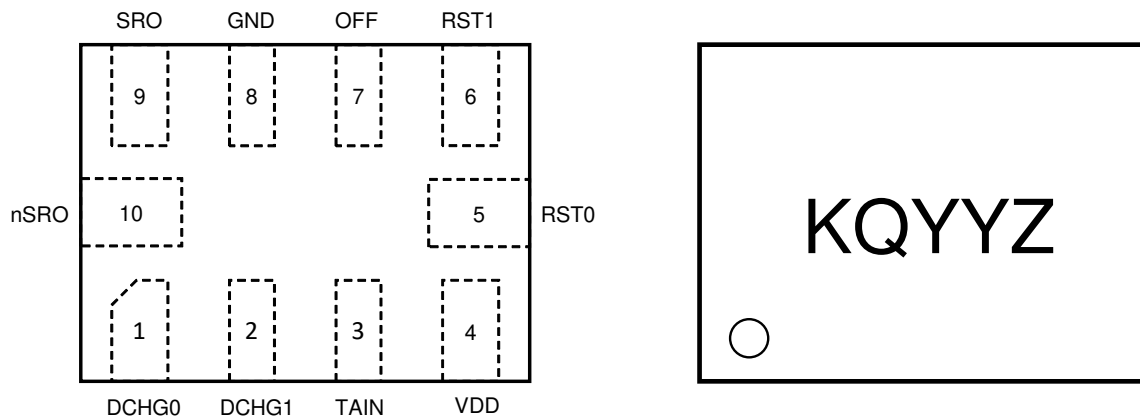 SRO GND OFF RST1
9 8 7 6
nSRO 10 5 RST0
KQYYZ
1 2 3 4
DCHG0 DCHG1 TAIN VDD